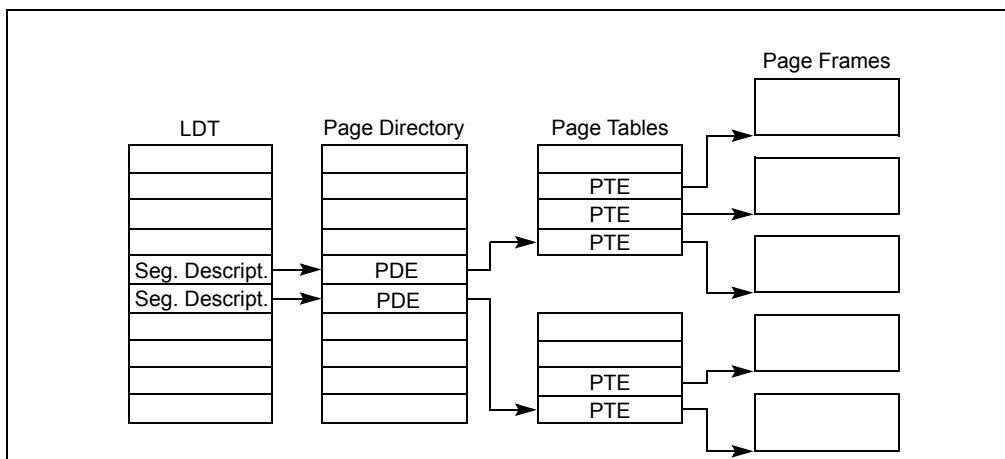 Page Frames
LDT
Page Directory
Page Tables
PTE
PTE
PTE
Seg. Descript.
PDE
Seg. Descript.
PDE
PTE
PTE